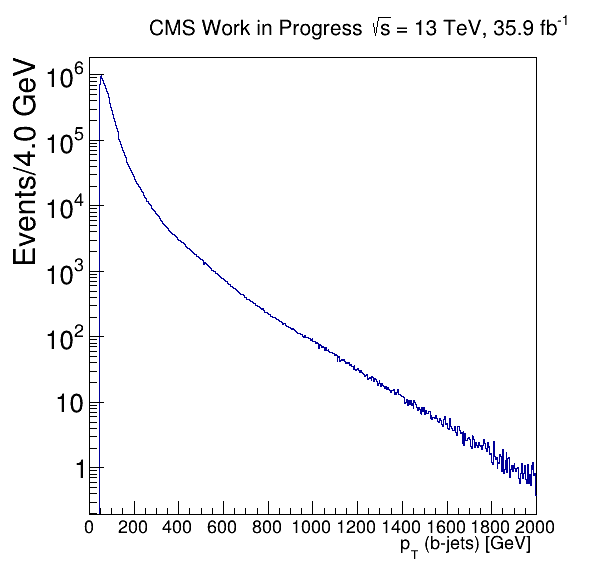 CMS Work in Progress √s = 13 TeV, 35.9 fb⁻¹
Events/4.0 GeV
10⁶
10⁵
10⁴
10³
10²
10
1
0 200 400 600 800 1000 1200 1400 1600 1800 2000
p_T (b-jets) [GeV]